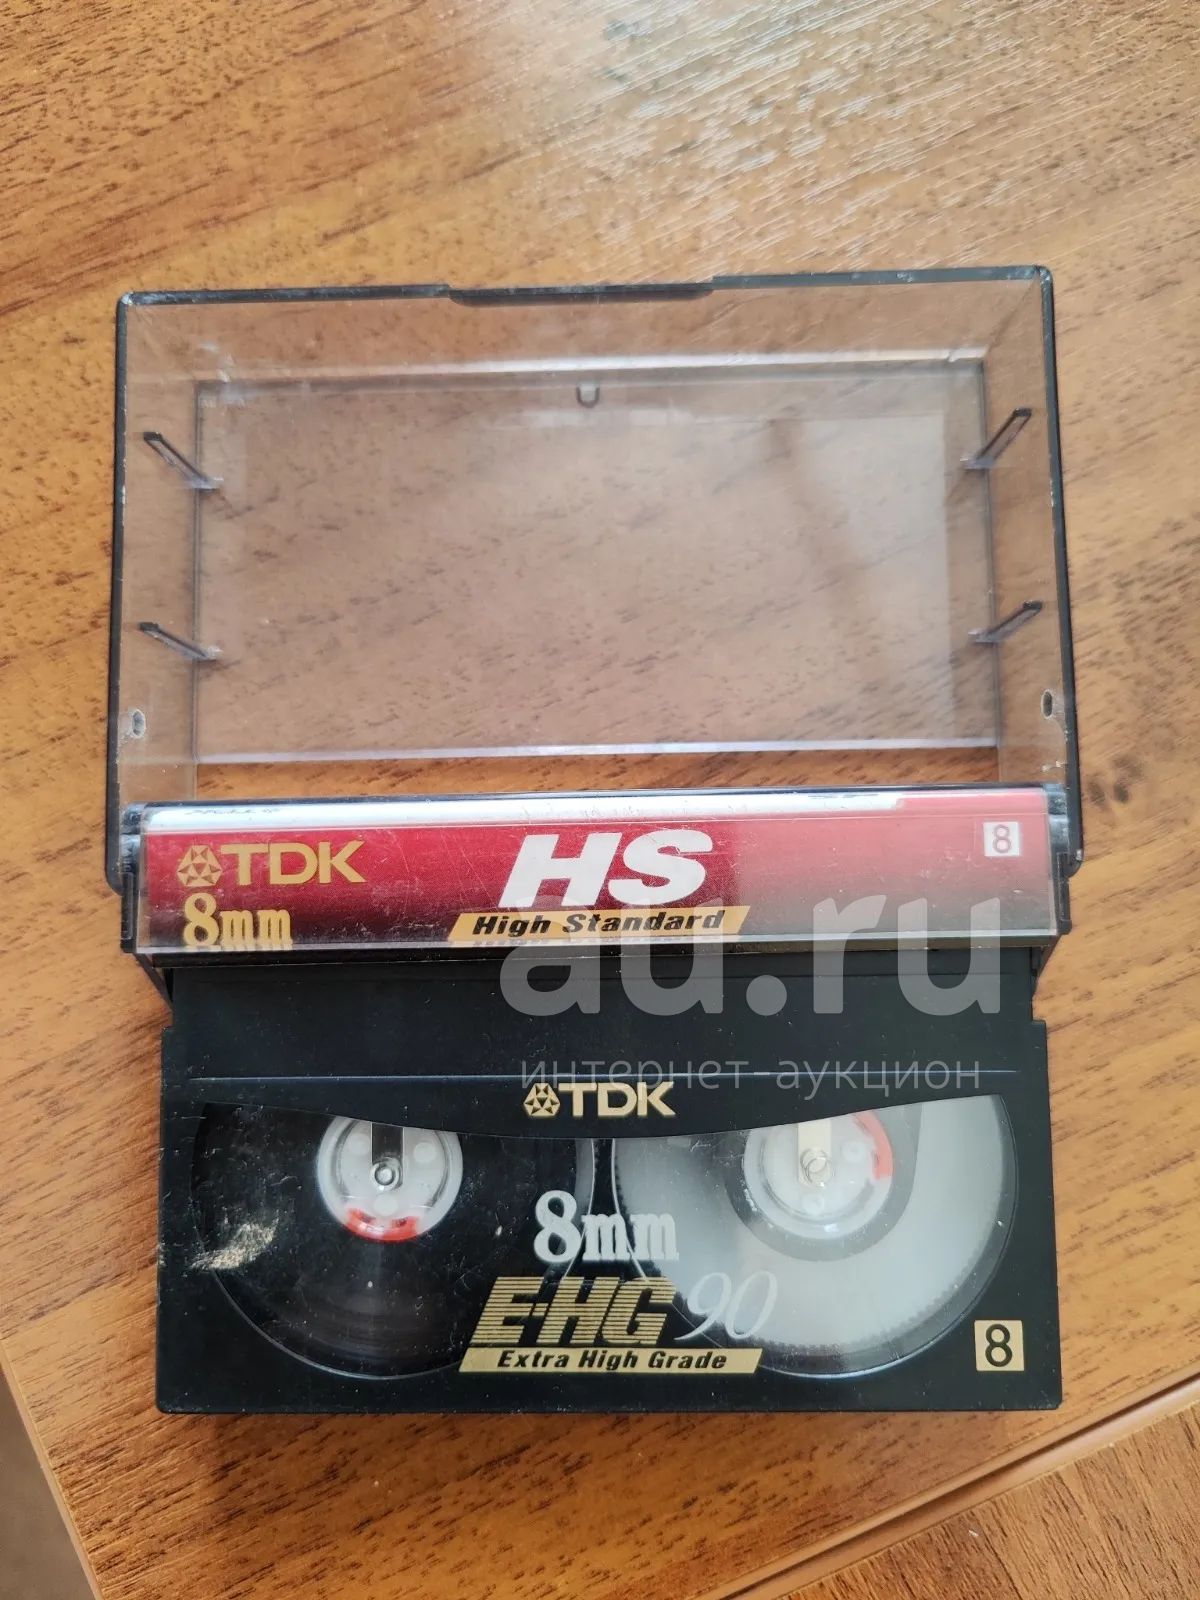 TDK
HS
8
8mm
High Standard
au.ru
интернет-аукцион
TDK
8mm
E-HG 90
Extra High Grade
8